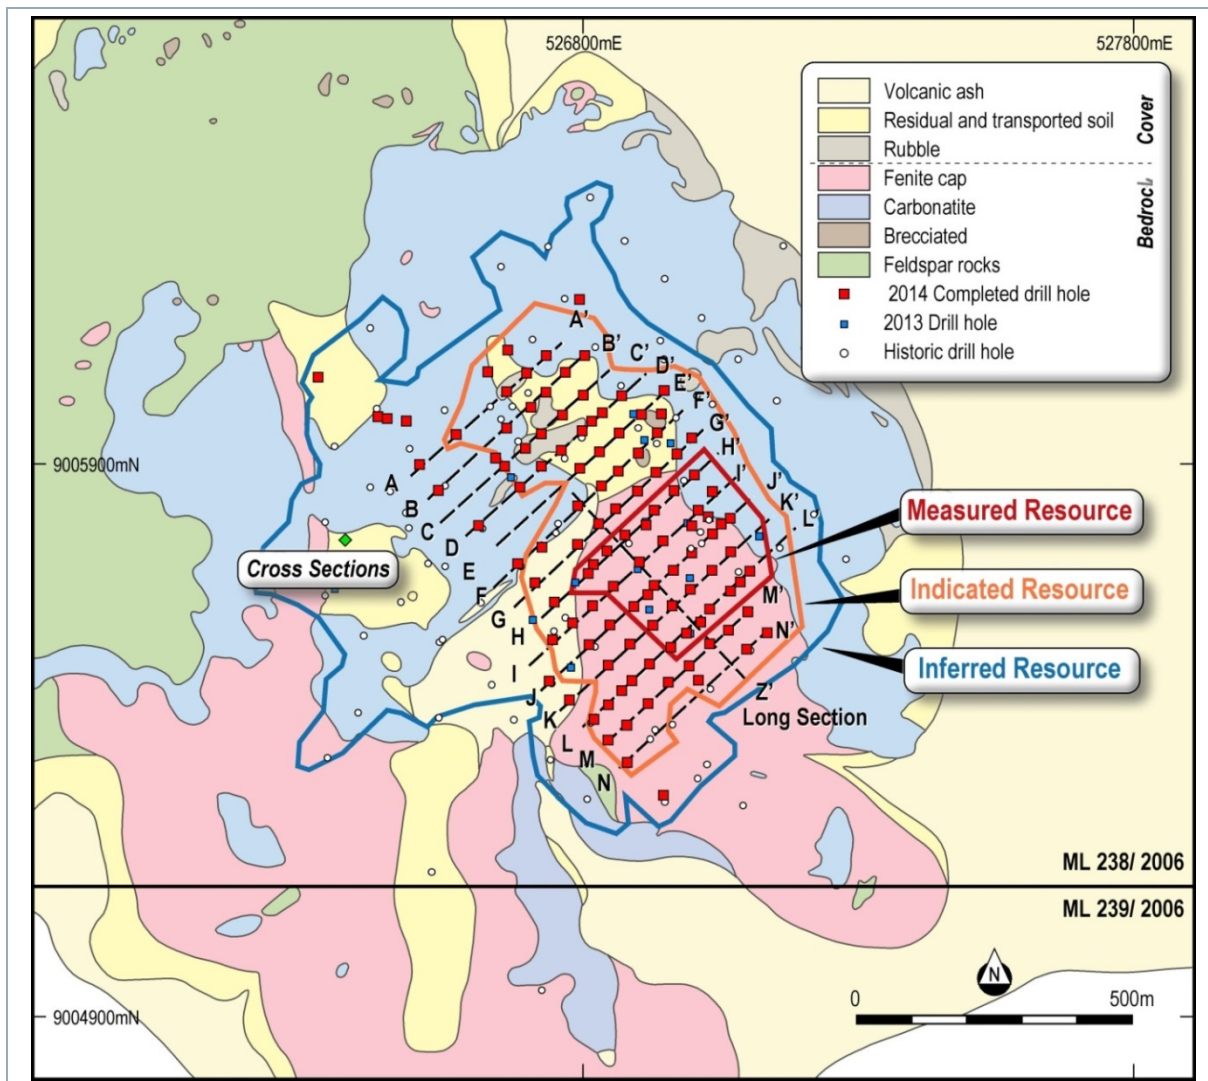 526800mE
527800mE
Volcanic ash
Residual and transported soil
Rubble
Cover
Fenite cap
Carbonatite
Brecciated
Feldspar rocks
2014 Completed drill hole
2013 Drill hole
Historic drill hole
A'
B'
C'
D'
E'
F'
G'
H'
I'
J'
K'
L'
M'
N'
Z'
9005900mN
A
B
C
D
E
F
G
H
I
J
K
L
M
N
Cross Sections
Measured Resource
Indicated Resource
Inferred Resource
Long Section
ML 238/ 2006
ML 239/ 2006
N
0
500m
9004900mN